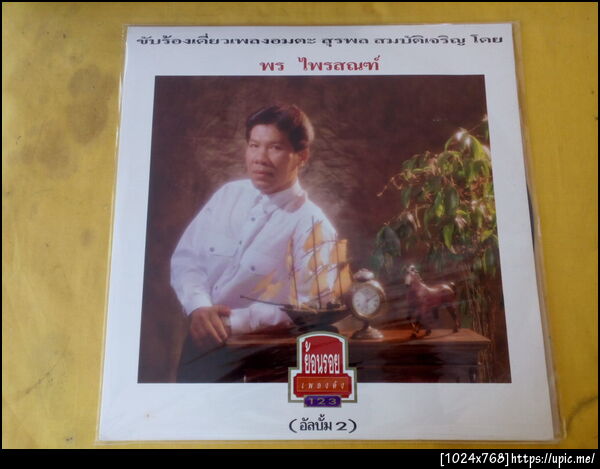 ขับร้องเดี่ยวเพลงอมตะ สุรพล สมบัติเจริญ โดย
พร ไพรสณฑ์
ย้อนรอย
เพลงดัง
123
(อัลบั้ม 2)
[1024x768]https://upic.me/